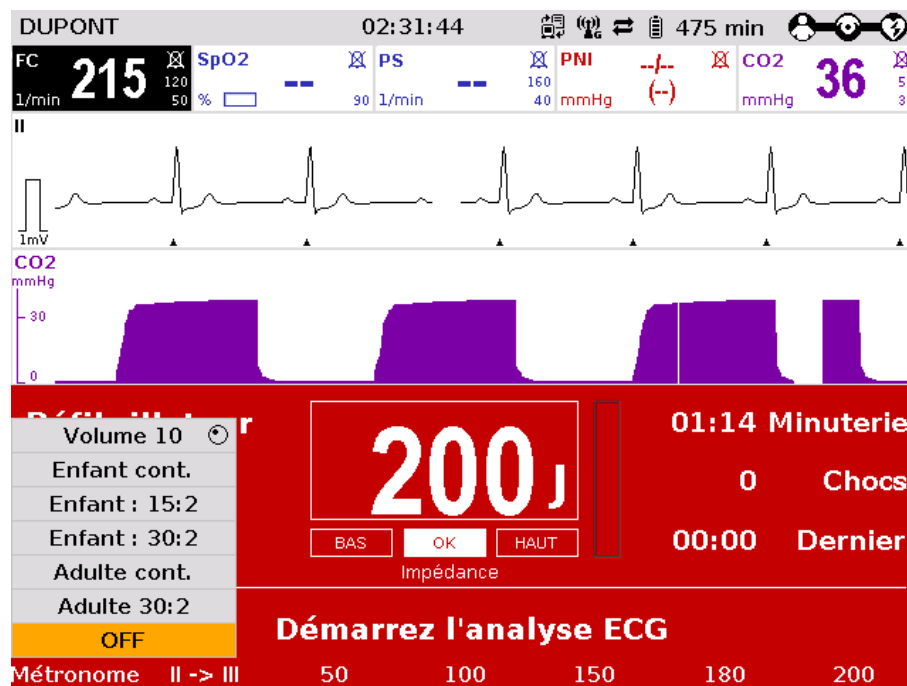 DUPONT 02:31:44 475 min
FC 215 120 50 1/min
SpO2 -- 90 %
PS -- 160 40 1/min
PNI --/-- (--) mmHg
CO2 36 5 3 mmHg
II
1mV
CO2
mmHg
30
0
200 J
BAS OK HAUT
Impédance
01:14 Minuterie
0 Chocs
00:00 Dernier
Volume 10
Enfant cont.
Enfant : 15:2
Enfant : 30:2
Adulte cont.
Adulte 30:2
OFF
Démarrez l'analyse ECG
Métronome II -> III 50 100 150 180 200